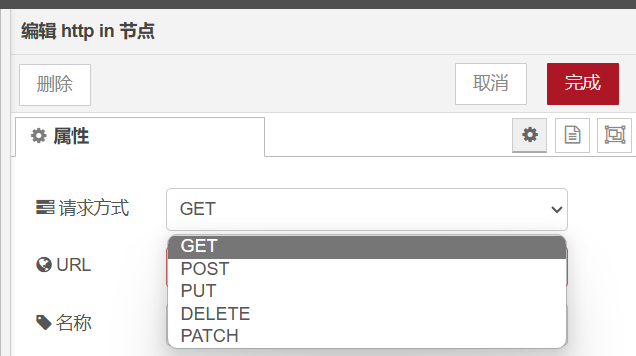 编辑 http in 节点
删除
取消
完成
属性
请求方式
GET
GET
URL
POST
PUT
DELETE
名称
PATCH